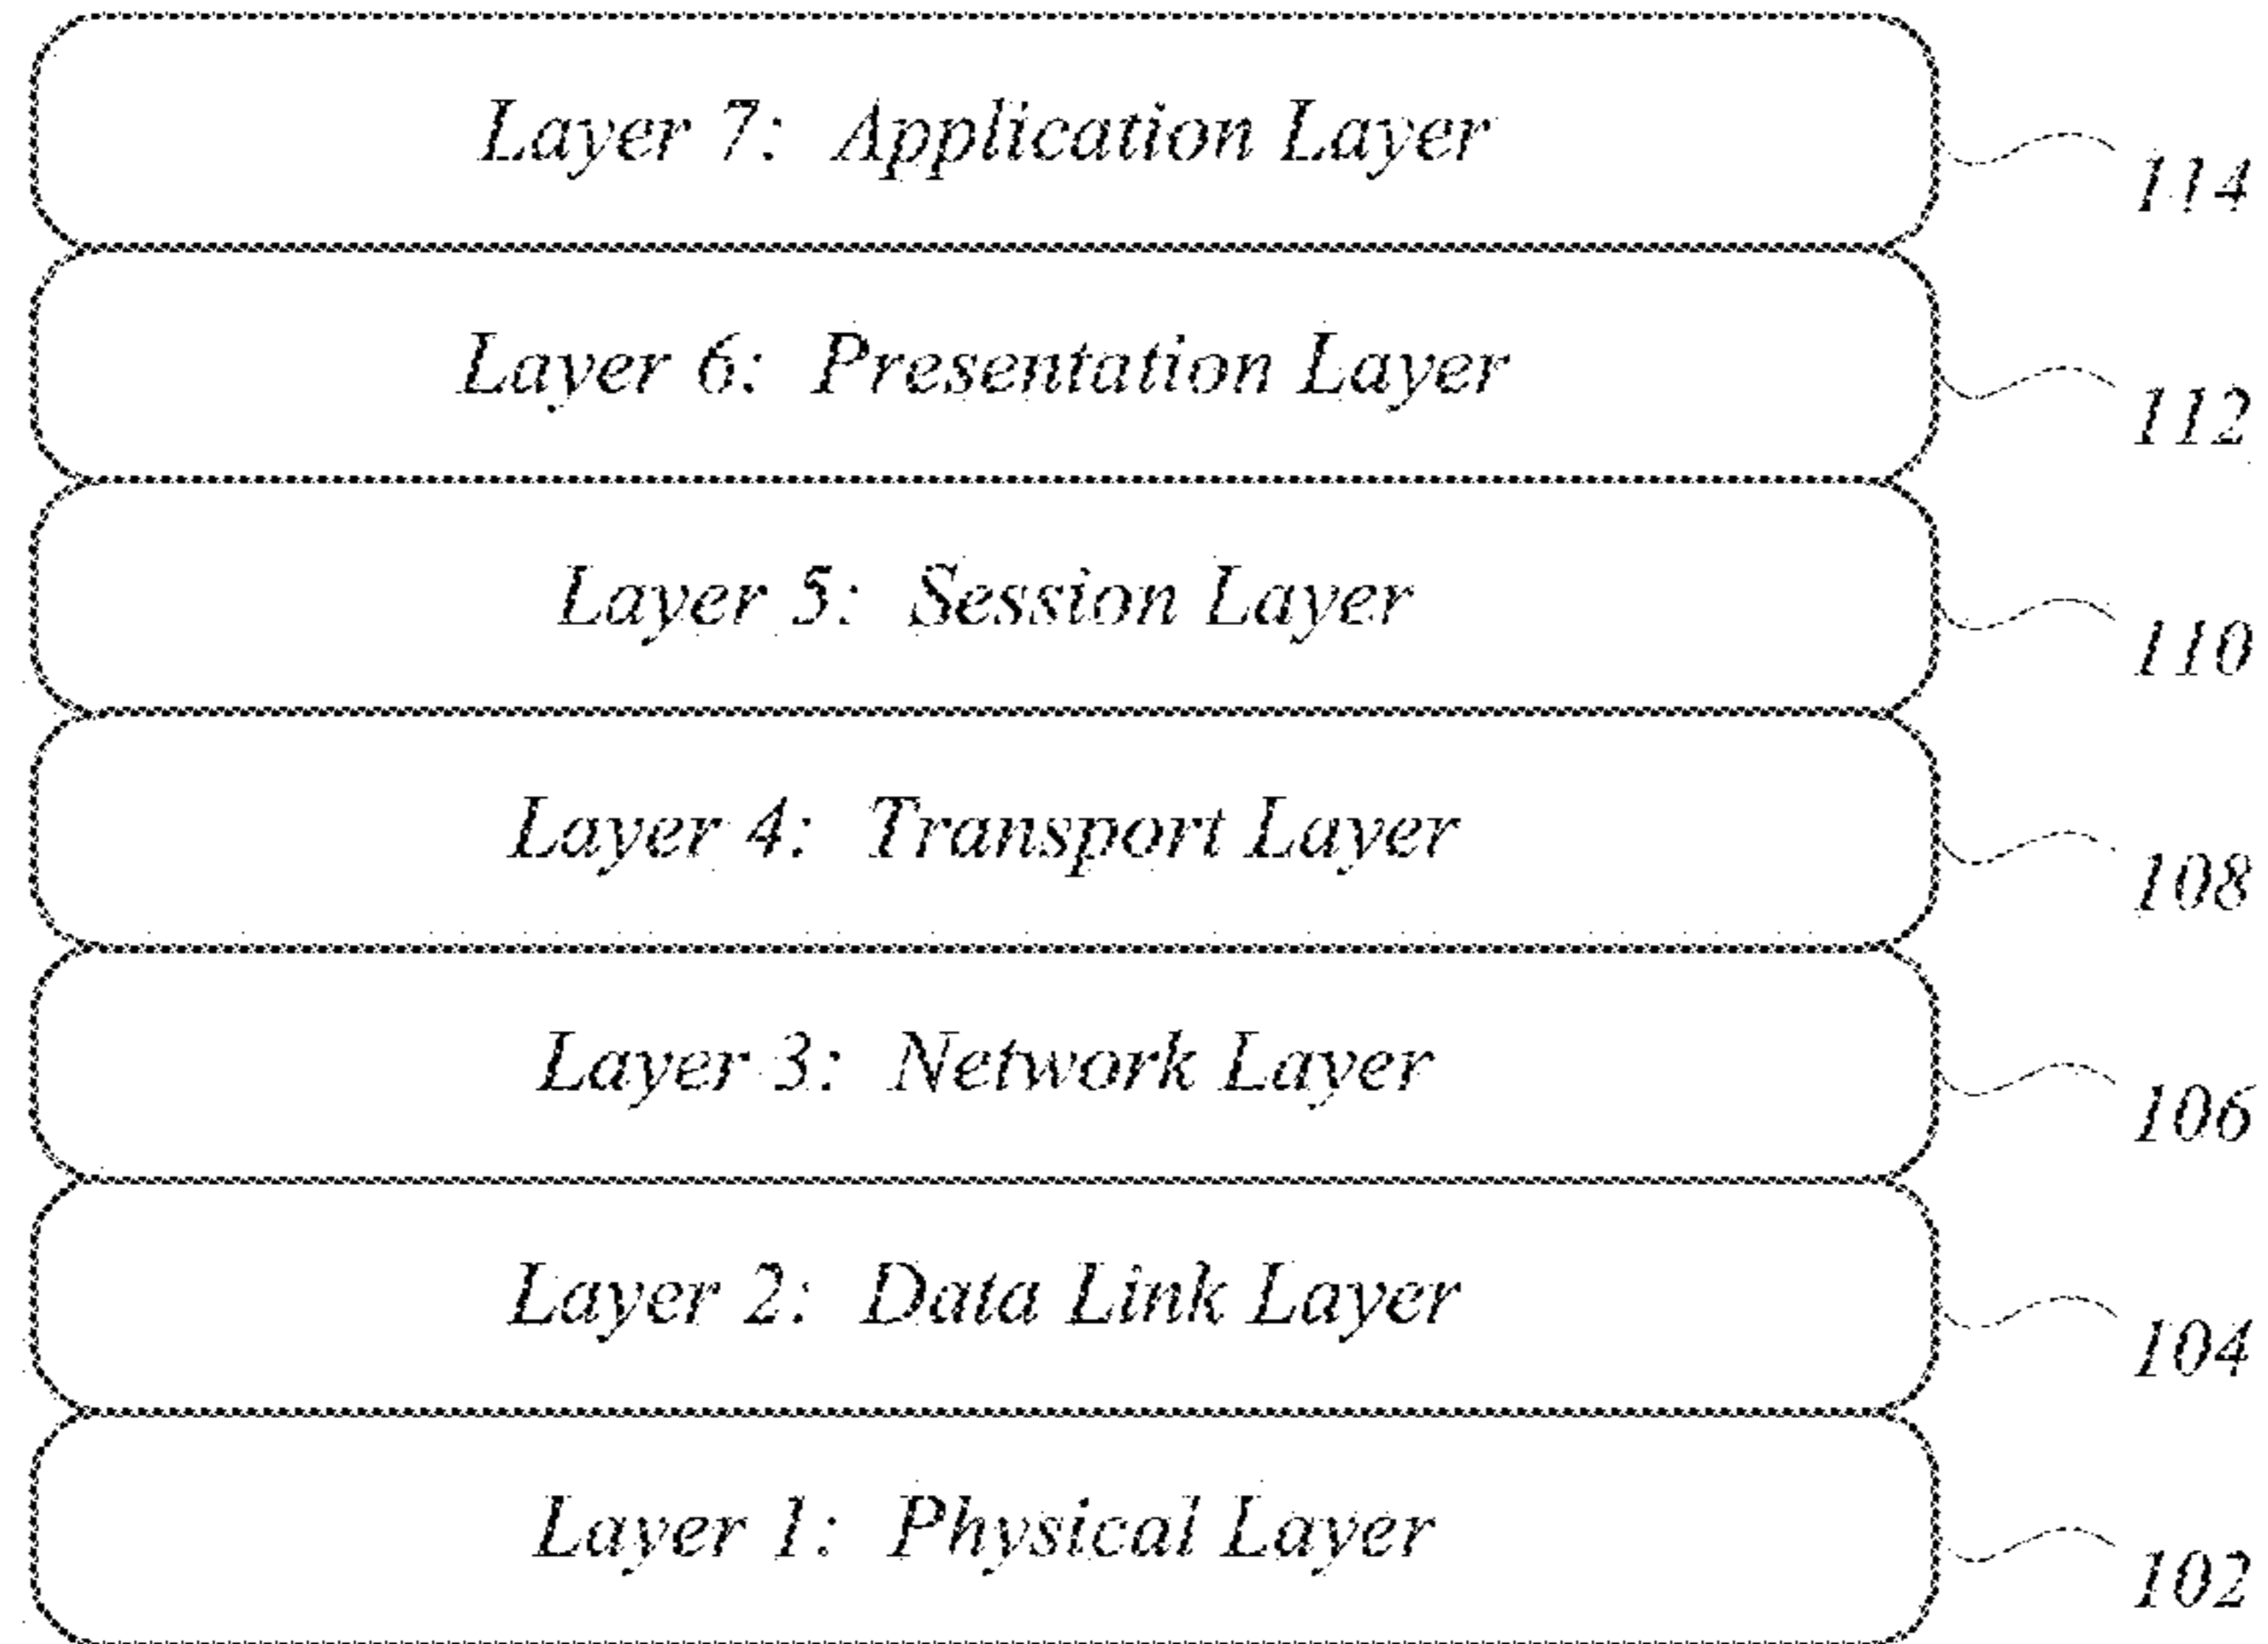 Layer 7: Application Layer
114
Layer 6: Presentation Layer
112
Layer 5: Session Layer
110
Layer 4: Transport Layer
108
Layer 3: Network Layer
106
Layer 2: Data Link Layer
104
Layer 1: Physical Layer
102